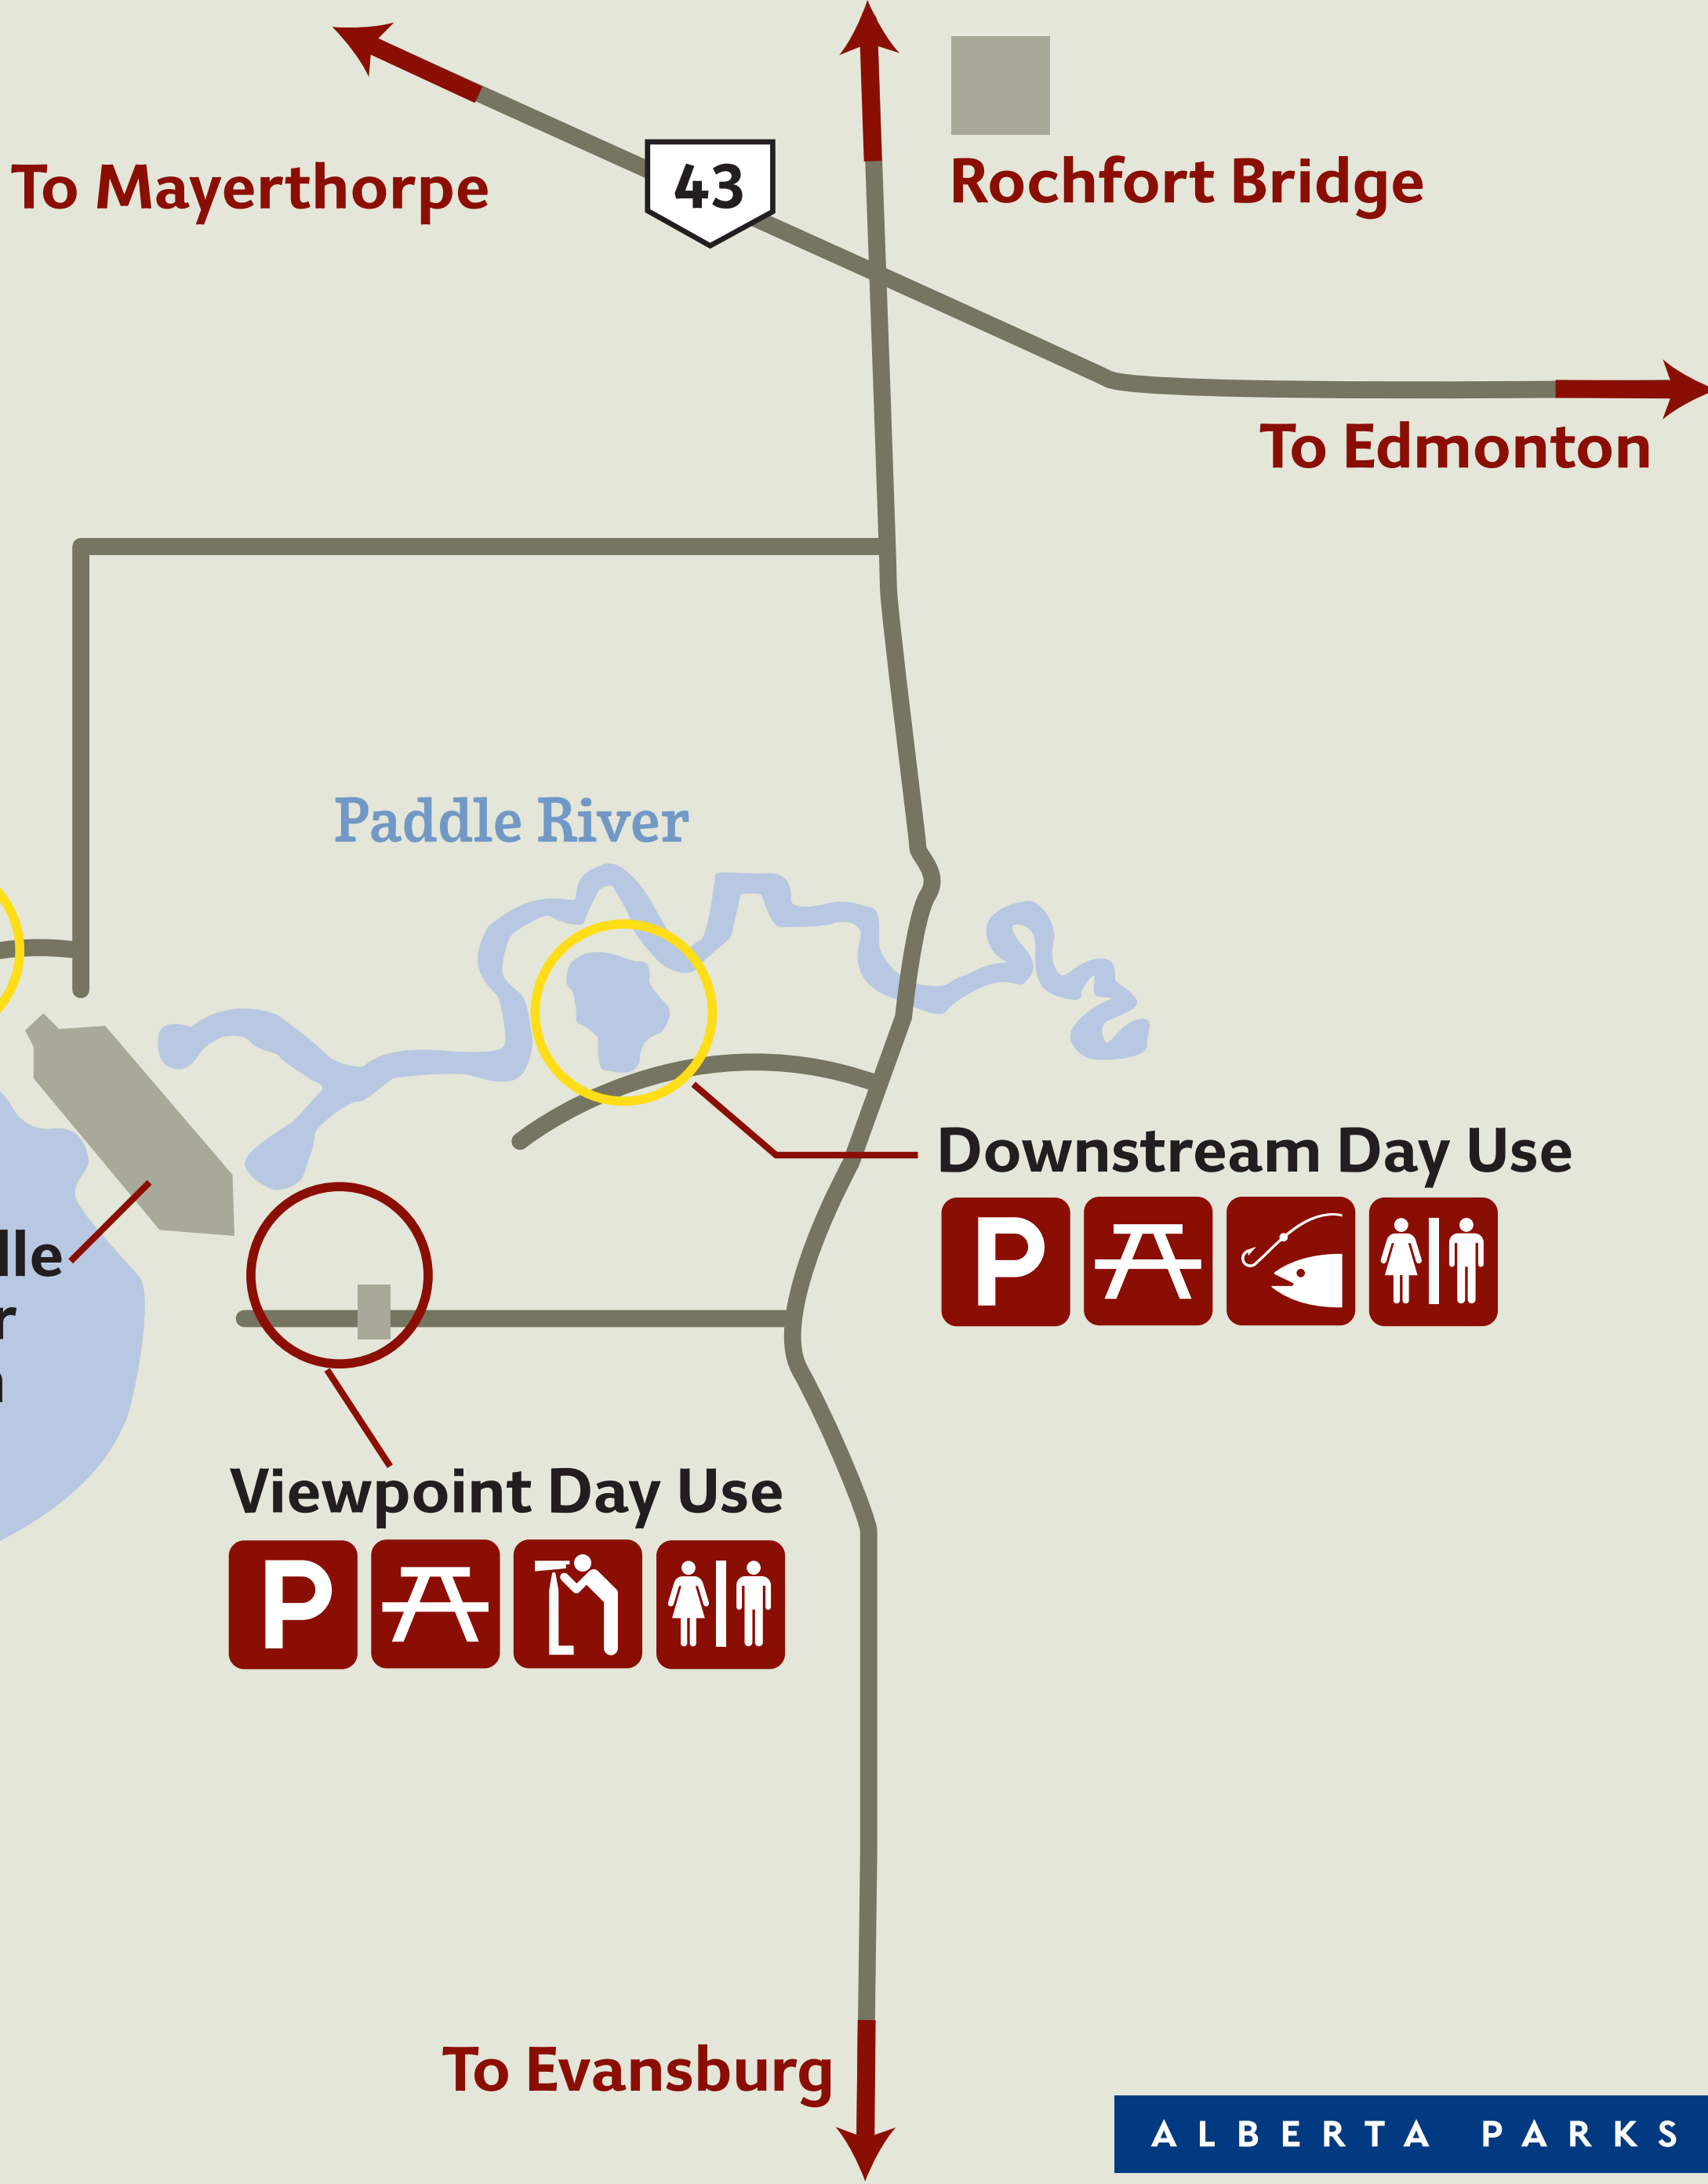 To Mayerthorpe
43
Rochfort Bridge
To Edmonton
Paddle River
Downstream Day Use
P
lle
r
Viewpoint Day Use
P
To Evansburg
ALBERTA PARKS